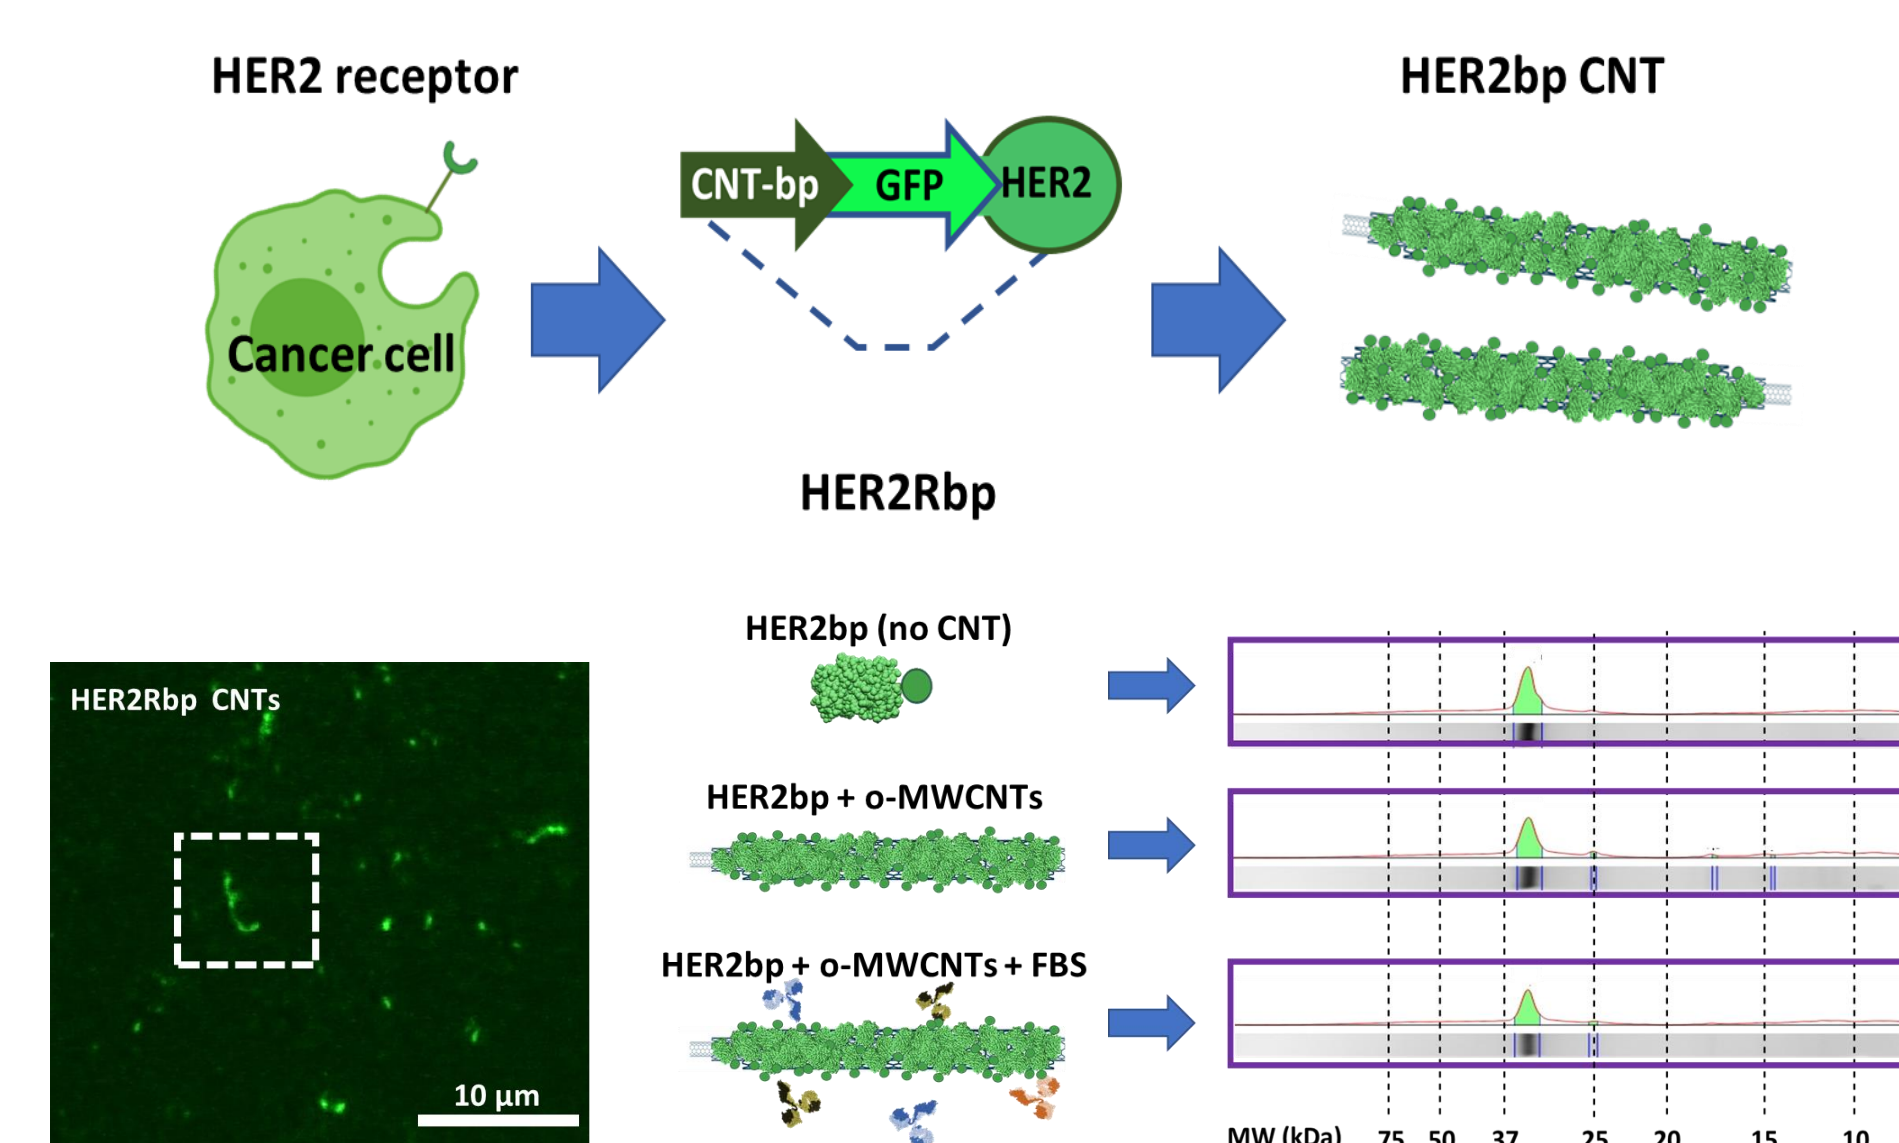 HER2 receptor
HER2bp CNT
CNT-bp GFP HER2
Cancer cell
HER2Rbp
HER2bp (no CNT)
HER2Rbp CNTs
HER2bp + o-MWCNTs
HER2bp + o-MWCNTs + FBS
10 µm
MW (kDa) 75 50 37 25 20 15 10